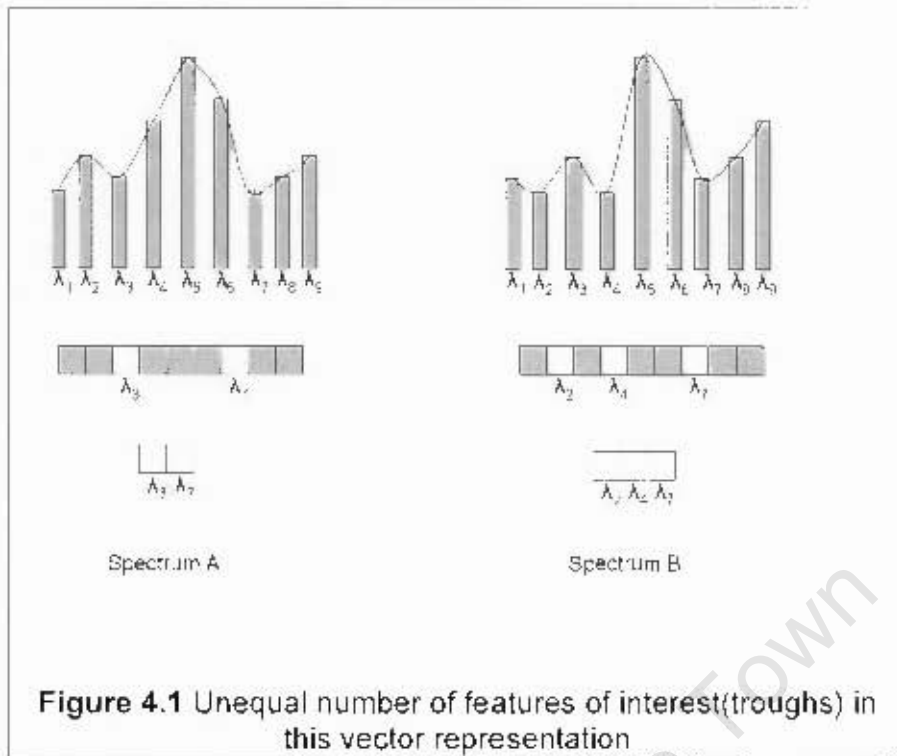 λ1 λ2 λ3 λ4 λ5 λ6 λ7 λ8 λ9
λ1 λ2 λ3 λ4 λ5 λ6 λ7 λ9 λ9
λ3 λ7
λ2 λ4 λ7
λ3 λ7
λ2 λ4 λ7
Spectrum A
Spectrum B
Figure 4.1 Unequal number of features of interest(troughs) in
this vector representation
Town